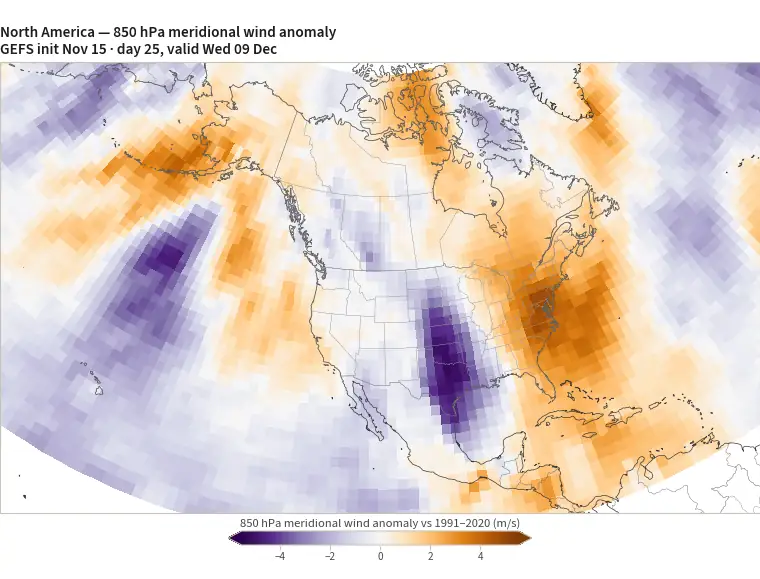 North America — 850 hPa meridional wind anomaly
GEFS init Nov 15 · day 25, valid Wed 09 Dec
850 hPa meridional wind anomaly vs 1991–2020 (m/s)
−4 −2 0 2 4